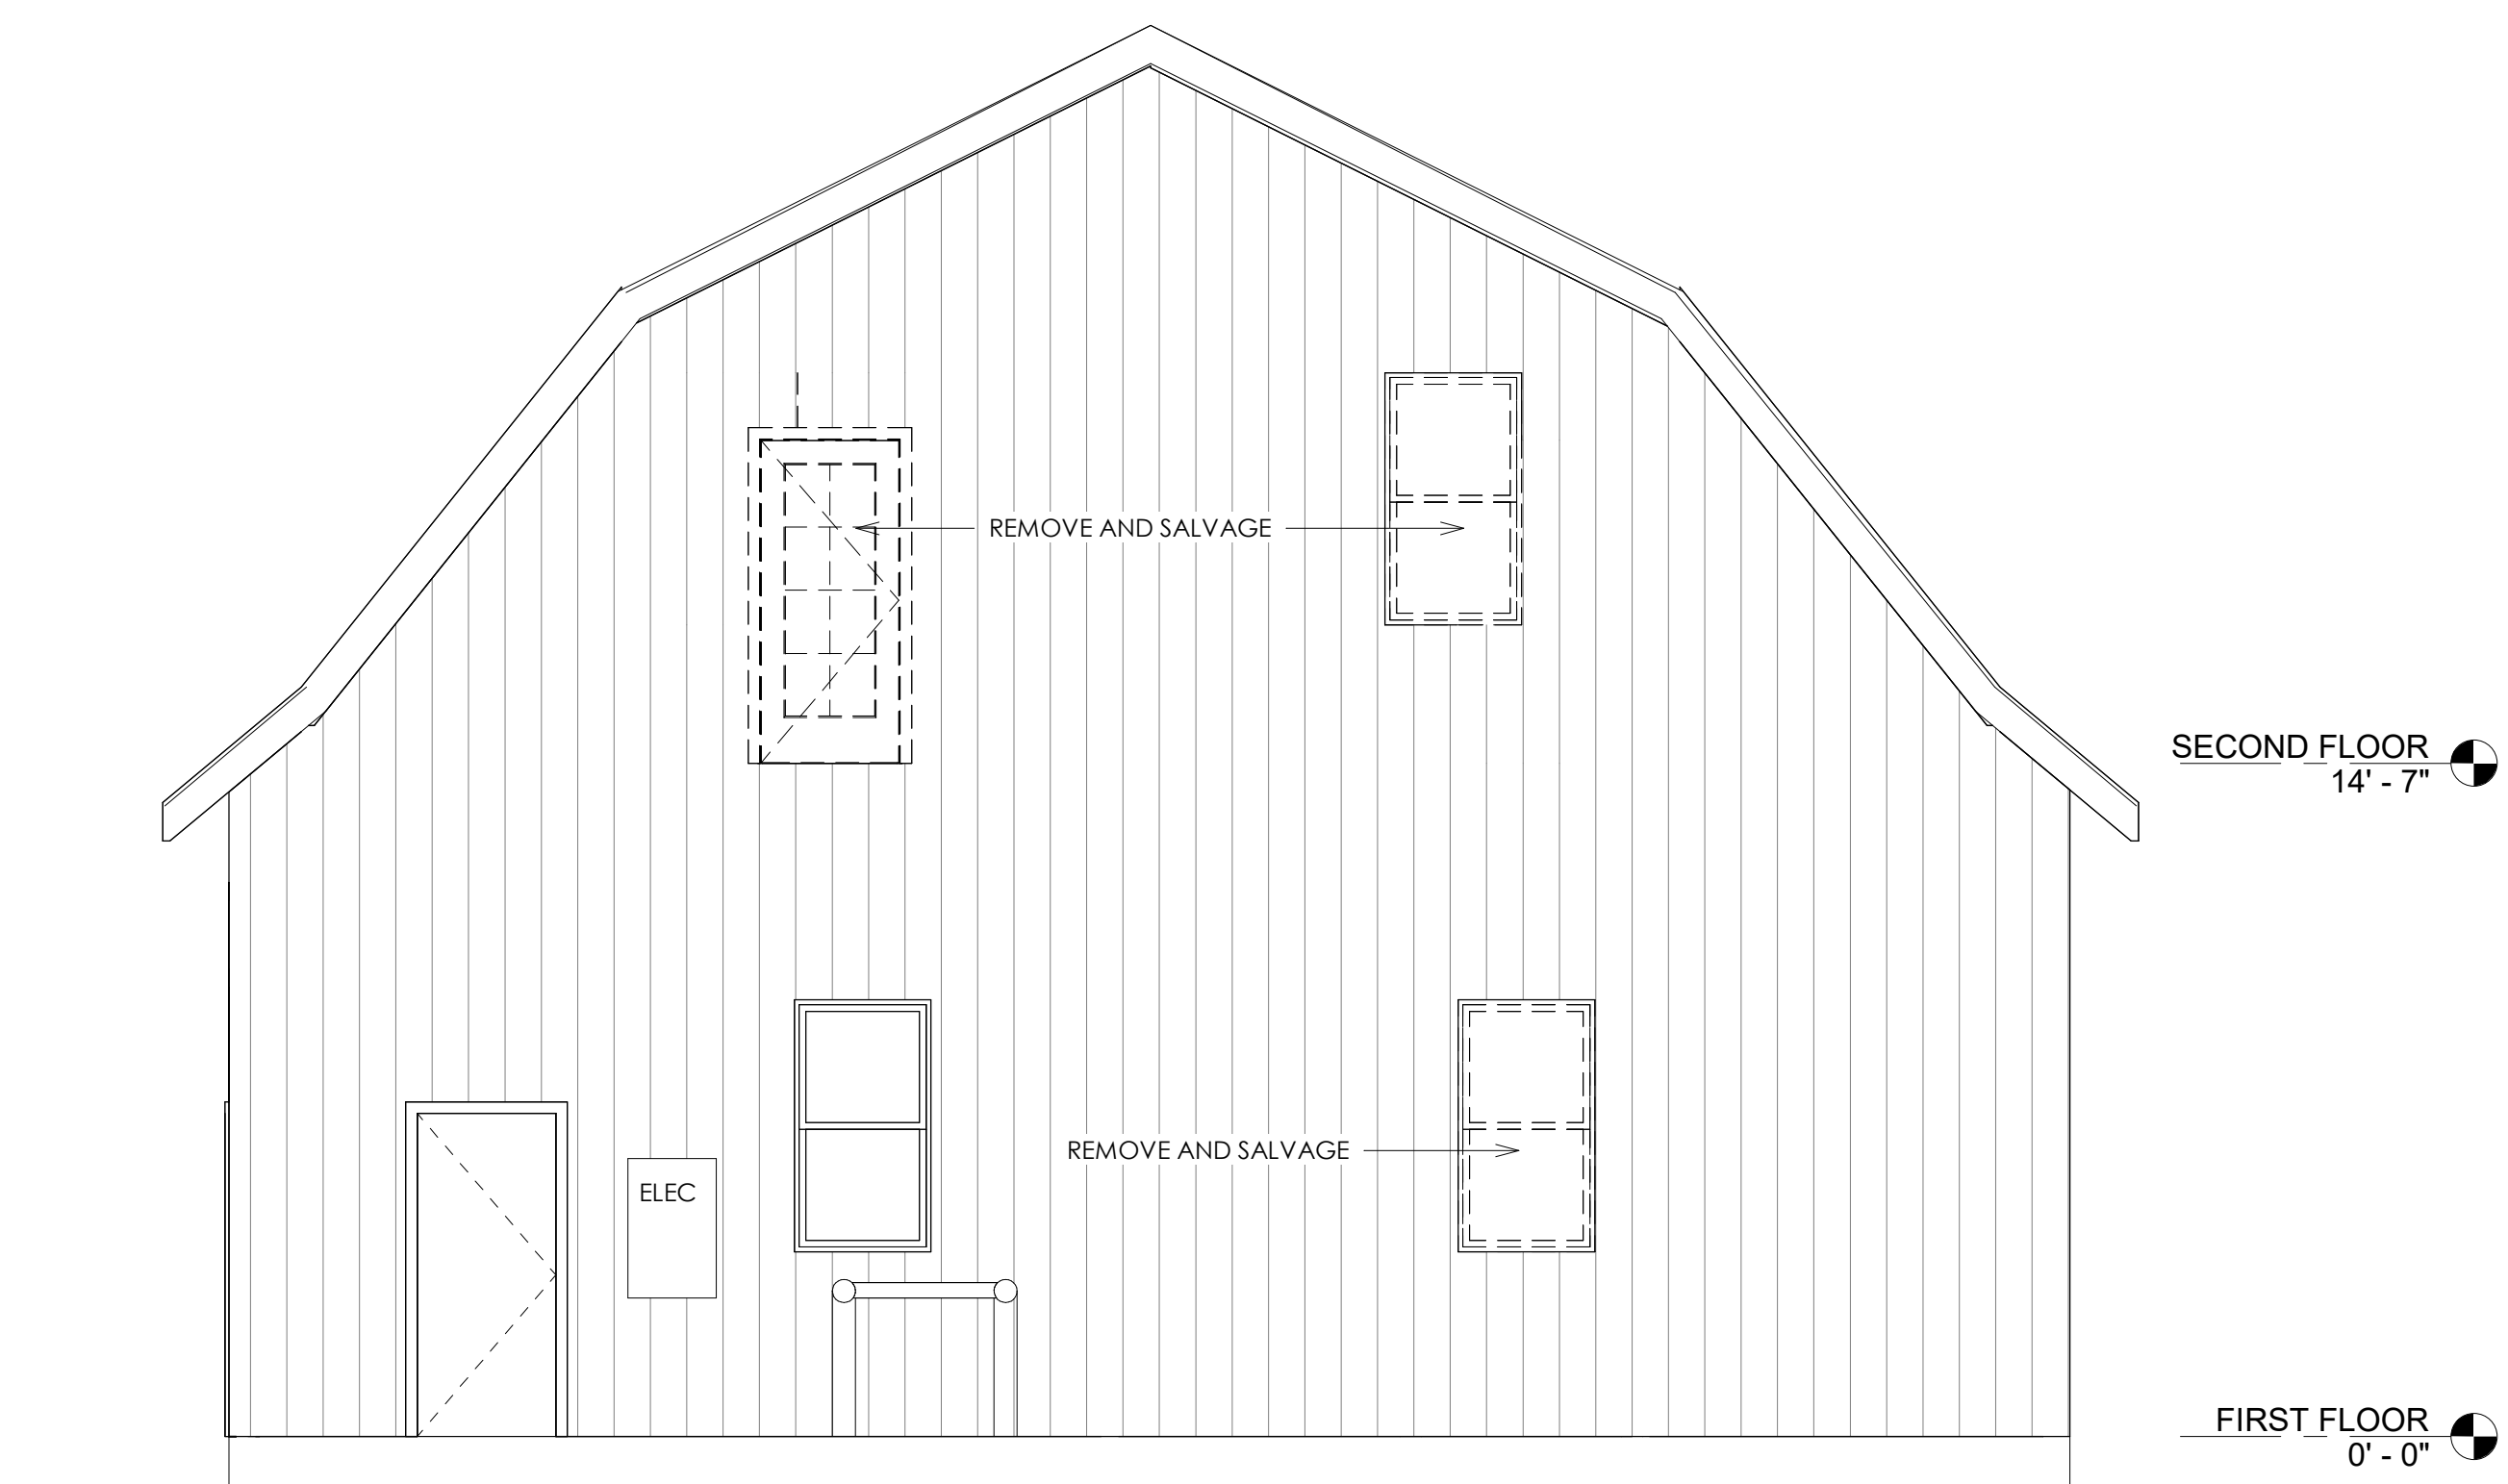 REMOVE AND SALVAGE
SECOND FLOOR
14' - 7"
REMOVE AND SALVAGE
ELEC
FIRST FLOOR
0' - 0"